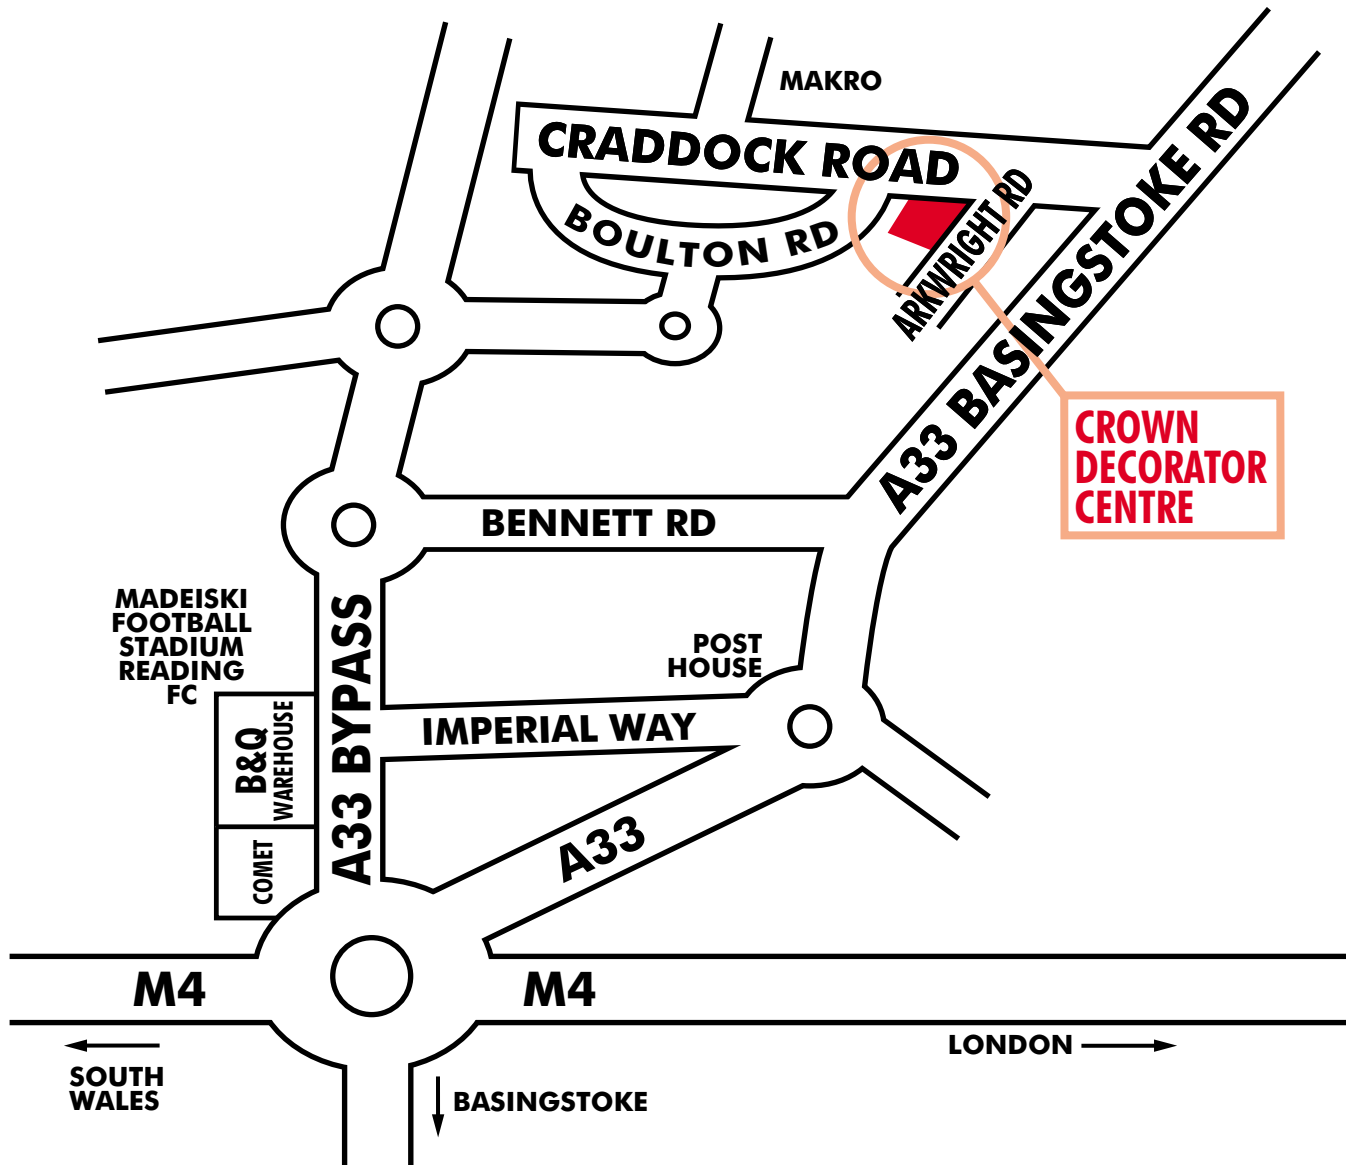 MAKRO
CRADDOCK ROAD
BOULTON RD
ARKWRIGHT RD
A33 BASINGSTOKE RD
CROWN
DECORATOR
CENTRE
BENNETT RD
MADEISKI
FOOTBALL
STADIUM
READING
FC
A33 BYPASS
POST
HOUSE
IMPERIAL WAY
B&Q
WAREHOUSE
COMET
A33
M4
M4
SOUTH
WALES
LONDON
BASINGSTOKE